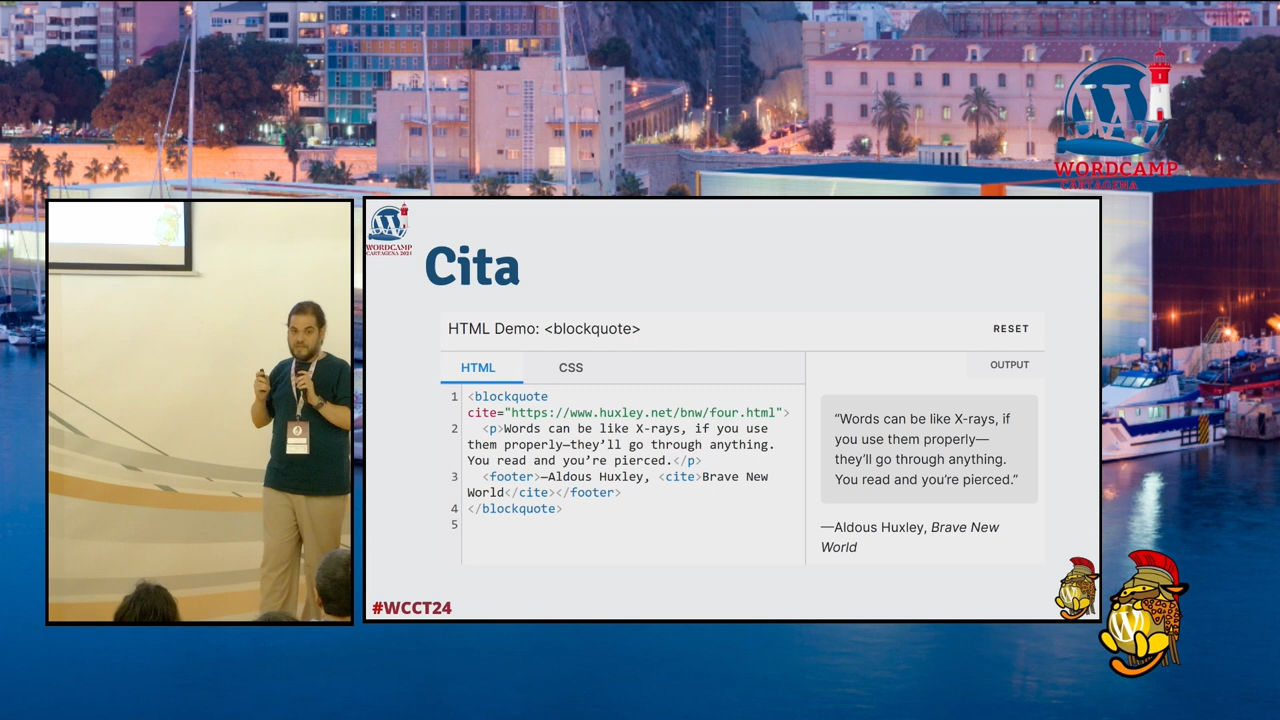 WORDCAMP
CARTAGENA
WORDCAMP
CARTAGENA 2024
Cita
HTML Demo: <blockquote>
RESET
HTML
CSS
OUTPUT
1 <blockquote
cite="https://www.huxley.net/bnw/four.html">
2 <p>Words can be like X-rays, if you use
them properly—they’ll go through anything.
You read and you’re pierced.</p>
3 <footer>—Aldous Huxley, <cite>Brave New
World</cite></footer>
4 </blockquote>
5
“Words can be like X-rays, if
you use them properly—
they’ll go through anything.
You read and you’re pierced.”
—Aldous Huxley, Brave New
World
#WCCT24